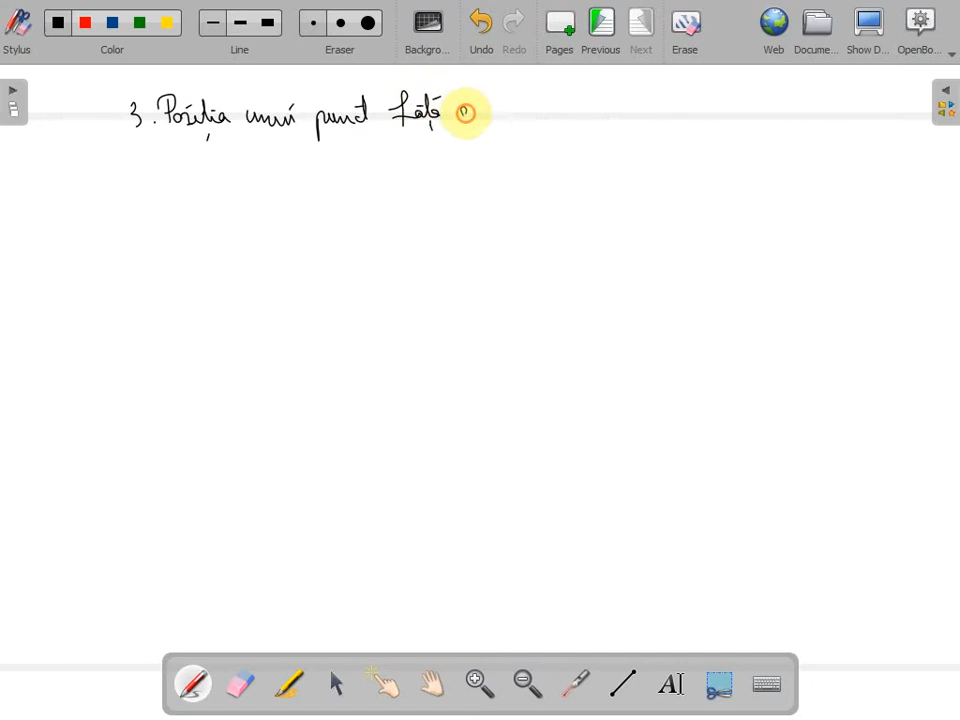 Stylus
Color
Line
Eraser
Backgro...
Undo
Redo
Pages
Previous
Next
Erase
Web
Docume...
Show D...
OpenBo...
3. Poziția unui punct față
A